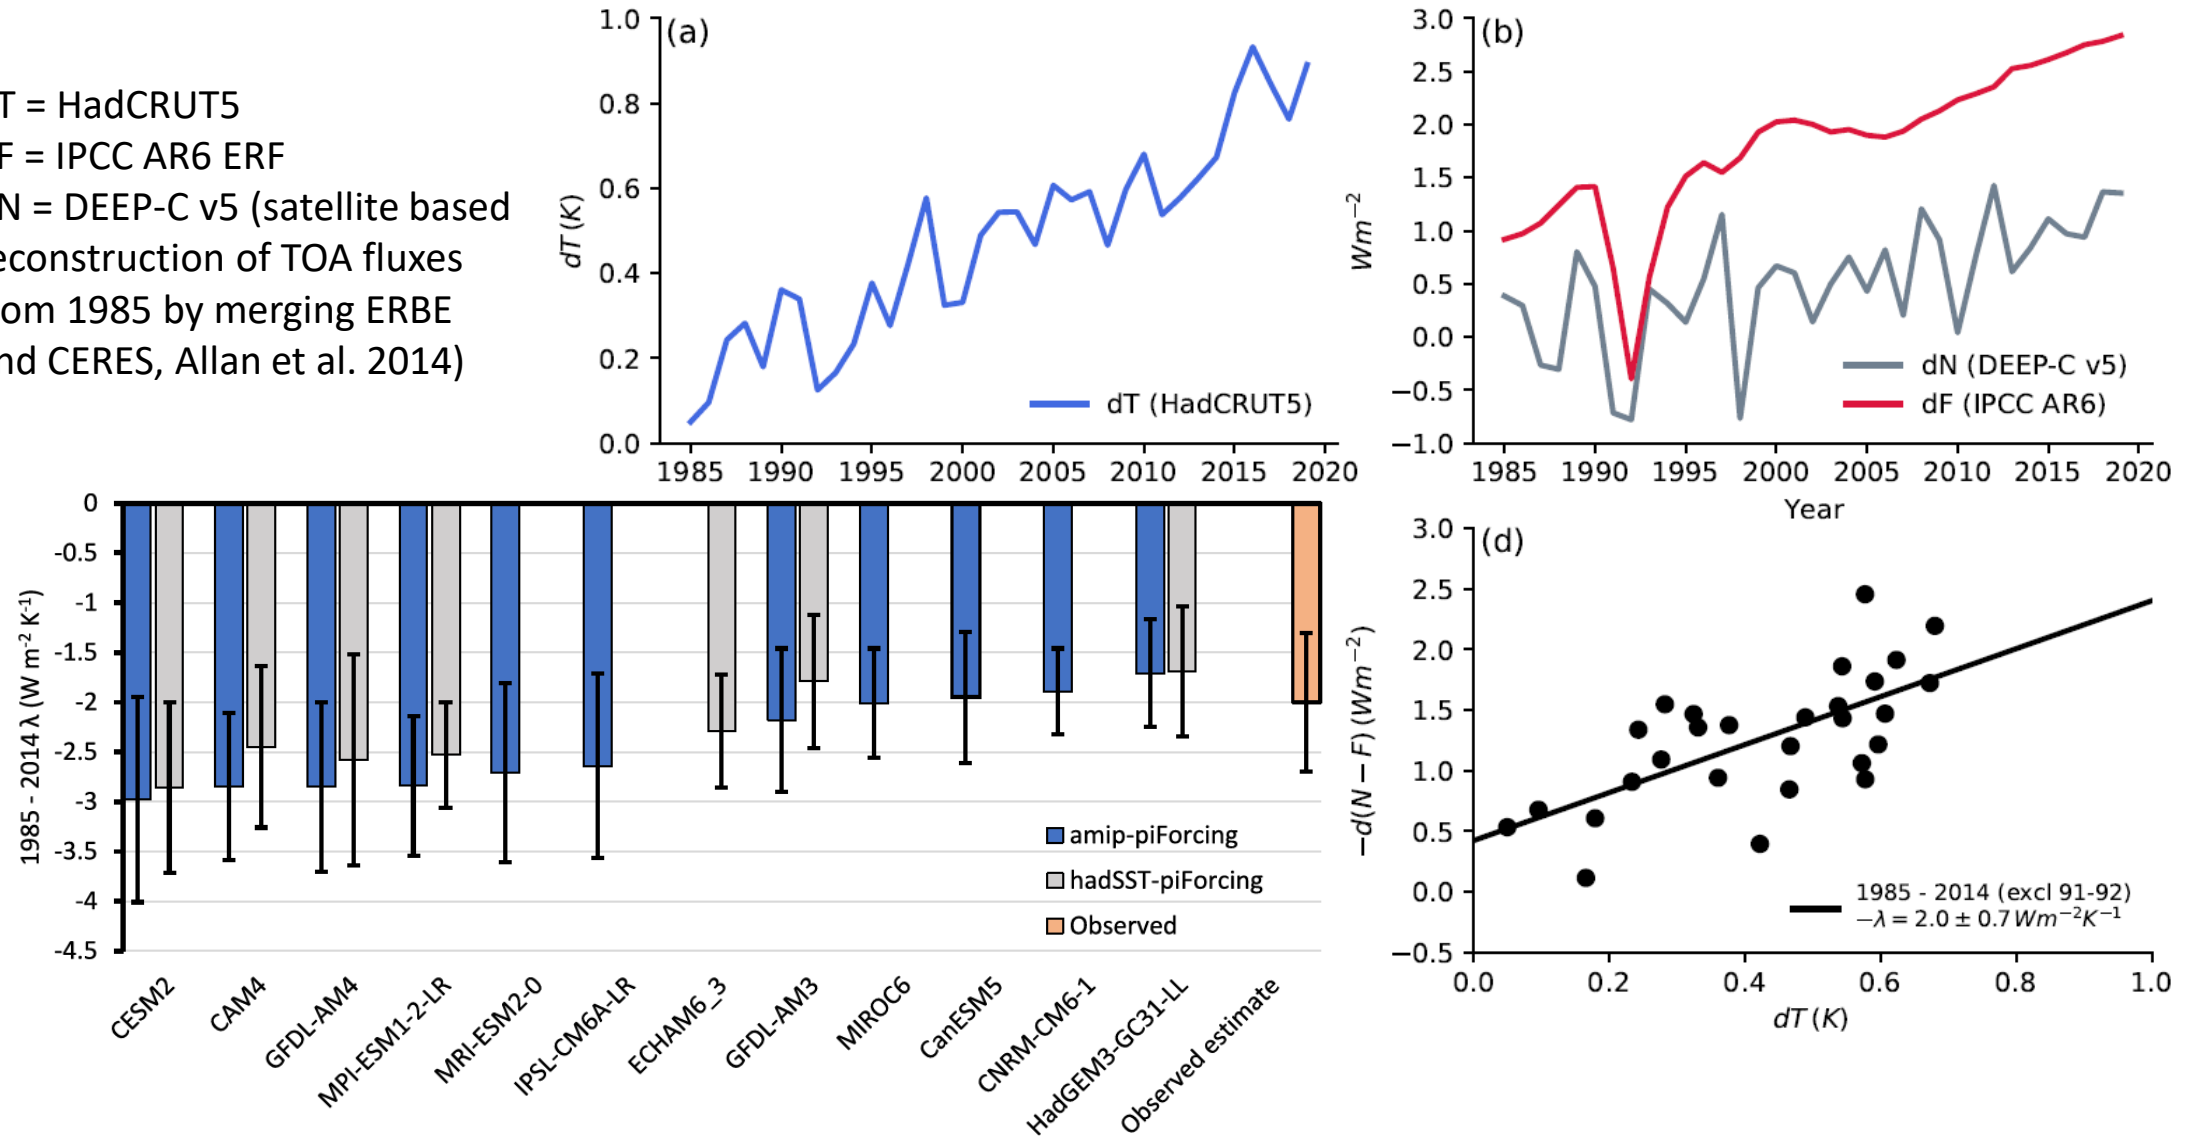 T = HadCRUT5
F = IPCC AR6 ERF
N = DEEP-C v5 (satellite based
econstruction of TOA fluxes
om 1985 by merging ERBE
nd CERES, Allan et al. 2014)
(a)
1.0
0.8
0.6
0.4
0.2
0.0
dT (K)
dT (HadCRUT5)
1985 1990 1995 2000 2005 2010 2015 2020
(b)
3.0
2.5
2.0
1.5
1.0
0.5
0.0
−0.5
−1.0
Wm−2
dN (DEEP-C v5)
dF (IPCC AR6)
1985 1990 1995 2000 2005 2010 2015 2020
Year
0
-0.5
-1
-1.5
-2
-2.5
-3
-3.5
-4
-4.5
1985 - 2014 λ (W m-2 K-1)
amip-piForcing
hadSST-piForcing
Observed
CESM2
CAM4
GFDL-AM4
MPI-ESM1-2-LR
MRI-ESM2-0
IPSL-CM6A-LR
ECHAM6_3
GFDL-AM3
MIROC6
CanESM5
CNRM-CM6-1
HadGEM3-GC31-LL
Observed estimate
(d)
3.0
2.5
2.0
1.5
1.0
0.5
0.0
−0.5
−d(N − F) (Wm−2)
1985 - 2014 (excl 91-92)
−λ = 2.0 ± 0.7 Wm−2K−1
0.0 0.2 0.4 0.6 0.8 1.0
dT (K)